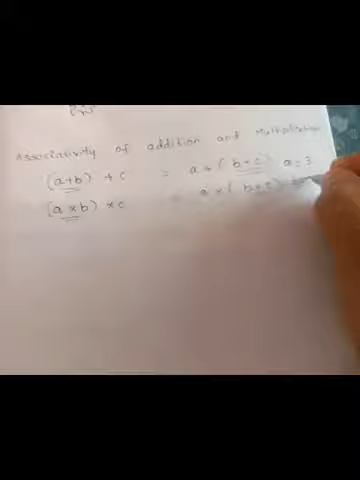 Associativity of addition and Multiplication
(a+b) + c = a + (b+c) a = 3
(a × b) × c = a × (b × c)